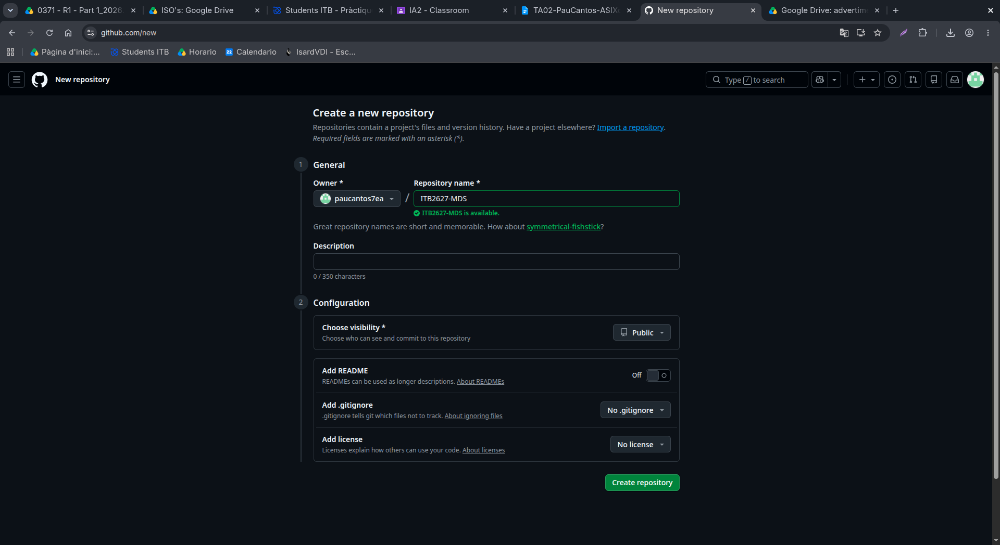 0371 - R1 - Part 1_2026
ISO's: Google Drive
Students ITB - Pràctiqu
IA2 - Classroom
TA02-PauCantos-ASIX
New repository
Google Drive: advertim
github.com/new
Pàgina d'inici:...
Students ITB
Horario
22
Calendario
IsardVDI - Esc...
New repository
Type / to search
Create a new repository
Repositories contain a project's files and version history. Have a project elsewhere? Import a repository.
Required fields are marked with an asterisk (*).
1
General
Owner *
Repository name *
paucantos7ea
/
ITB2627-MDS
ITB2627-MDS is available.
Great repository names are short and memorable. How about symmetrical-fishstick?
Description
0 / 350 characters
2
Configuration
Choose visibility *
Choose who can see and commit to this repository
Public
Add README
READMEs can be used as longer descriptions. About READMEs
Off
Add .gitignore
.gitignore tells git which files not to track. About ignoring files
No .gitignore
Add license
Licenses explain how others can use your code. About licenses
No license
Create repository